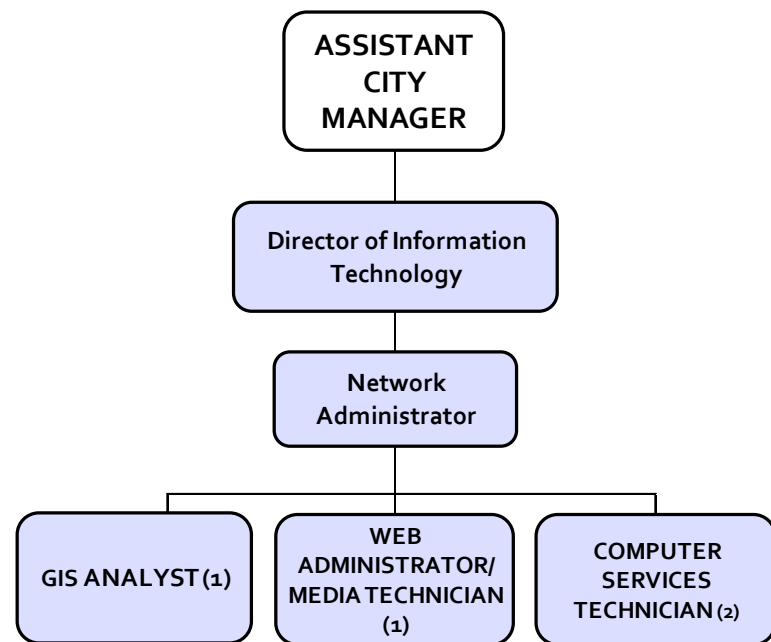 ASSISTANT
CITY
MANAGER
Director of Information
Technology
Network
Administrator
GIS ANALYST (1)
WEB
ADMINISTRATOR/
MEDIA TECHNICIAN
(1)
COMPUTER
SERVICES
TECHNICIAN (2)